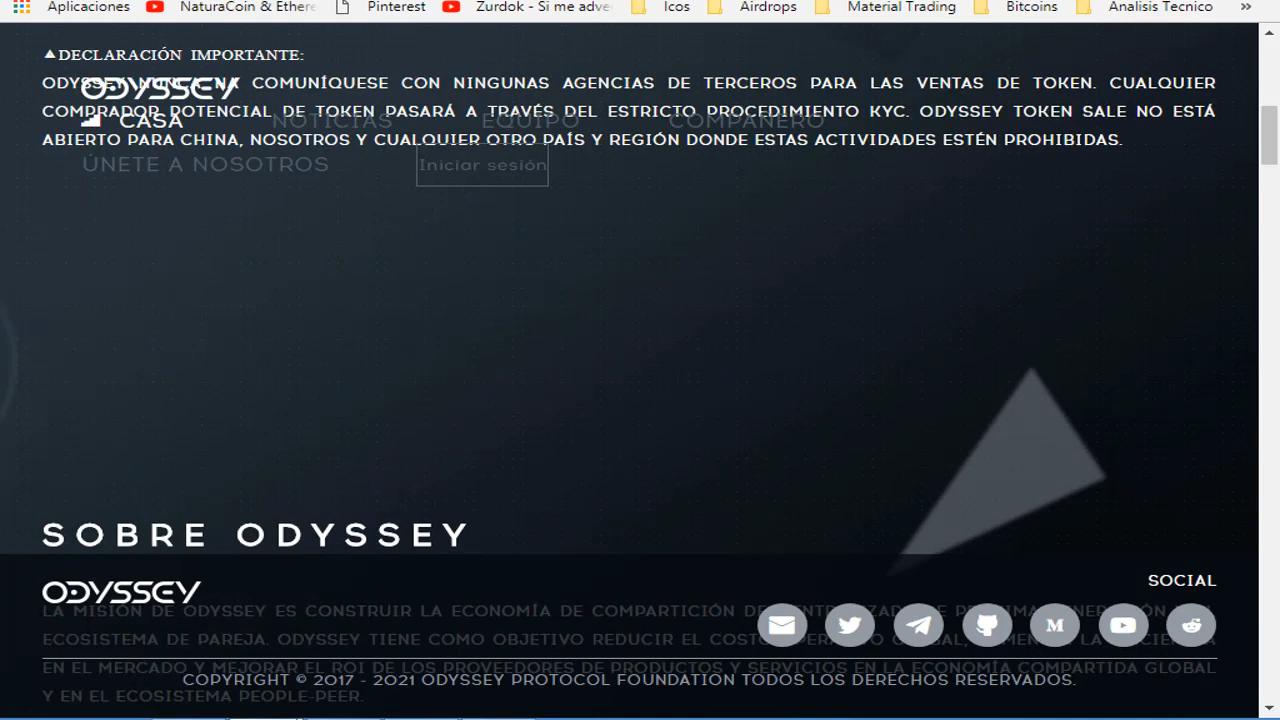 Aplicaciones NaturaCoin & Ethere Pinterest Zurdok - Si me adve Icos Airdrops Material Trading Bitcoins Analisis Tecnico »
DECLARACIÓN IMPORTANTE:
ODYSSEY NUNCA HA COMUNÍQUESE CON NINGUNAS AGENCIAS DE TERCEROS PARA LAS VENTAS DE TOKEN. CUALQUIER
ODYSSEY
COMPRADOR POTENCIAL DE TOKEN PASARÁ A TRAVÉS DEL ESTRICTO PROCEDIMIENTO KYC. ODYSSEY TOKEN SALE NO ESTÁ
CASA NOTICIAS EQUIPO COMPAÑERO
ABIERTO PARA CHINA, NOSOTROS Y CUALQUIER OTRO PAÍS Y REGIÓN DONDE ESTAS ACTIVIDADES ESTÉN PROHIBIDAS.
ÚNETE A NOSOTROS Iniciar sesión
SOBRE ODYSSEY
SOCIAL
ODYSSEY
LA MISIÓN DE ODYSSEY ES CONSTRUIR LA ECONOMÍA DE COMPARTICIÓN
ECOSISTEMA DE PAREJA. ODYSSEY TIENE COMO OBJETIVO REDUCIR EL
EN EL MERCADO Y MEJORAR EL ROI DE LOS PROVEEDORES DE PRODUCTOS Y SERVICIOS EN LA ECONOMÍA COMPARTIDA GLOBAL
COPYRIGHT © 2017 - 2021 ODYSSEY PROTOCOL FOUNDATION TODOS LOS DERECHOS RESERVADOS.
Y EN EL ECOSISTEMA PEOPLE-PEER.